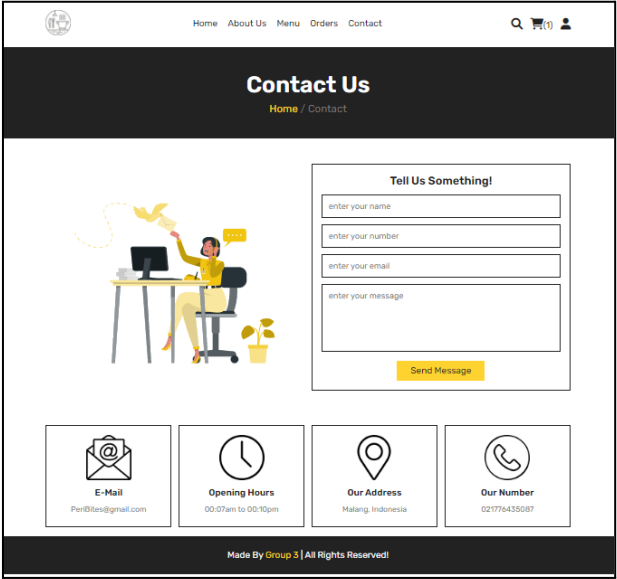 Home About Us Menu Orders Contact (1)
Contact Us
Home / Contact
Tell Us Something!
enter your name
enter your number
enter your email
enter your message
Send Message
@
E-Mail Opening Hours Our Address Our Number
PeriBites@gmail.com 00:07am to 00:10pm Malang, Indonesia 021776435087
Made By Group 3 | All Rights Reserved!